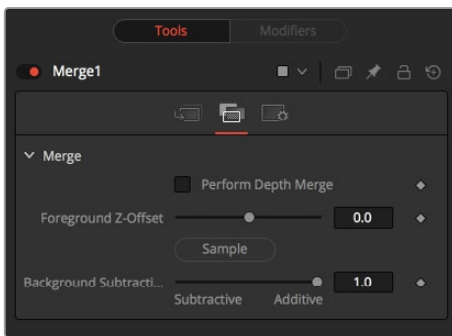 Tools Modifiers
Merge1
Merge
Perform Depth Merge
Foreground Z-Offset 0.0
Sample
Background Subtracti... 1.0
Subtractive Additive